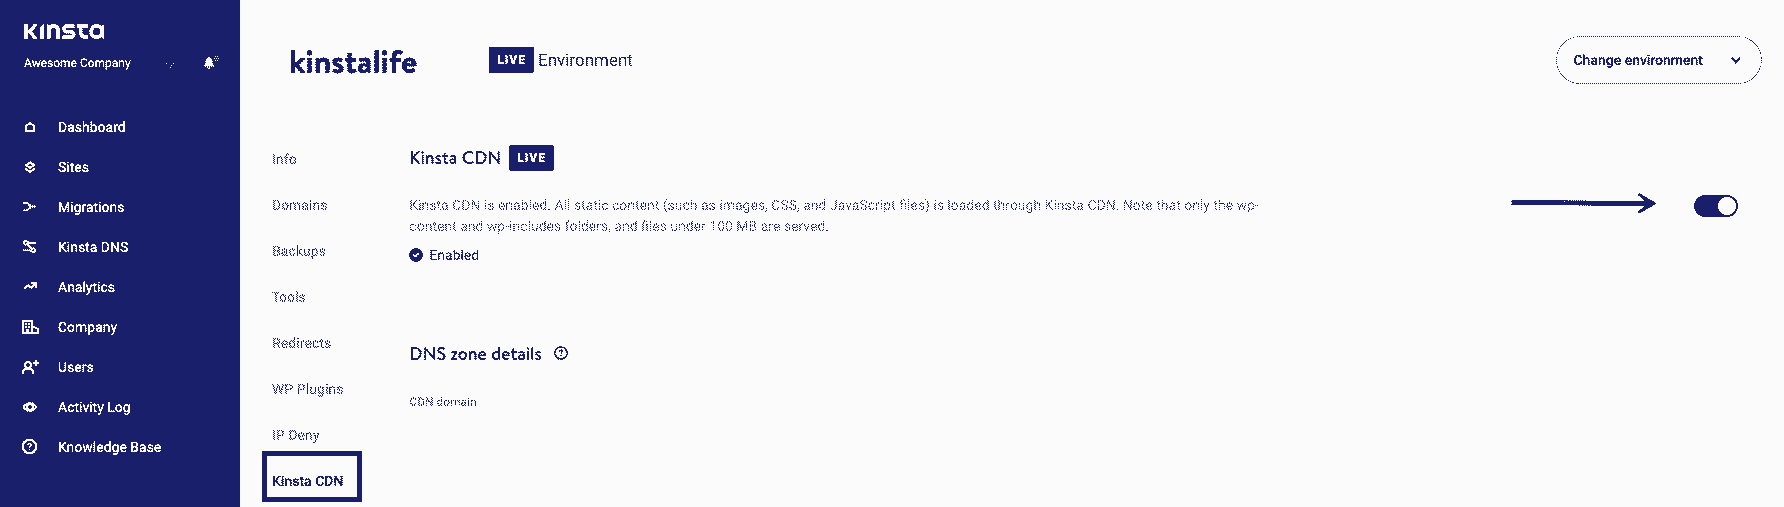 Kinsta
Awesome Company
Dashboard
Sites
Migrations
Kinsta DNS
Analytics
Company
Users
Activity Log
Knowledge Base
kinstalife
LIVE Environment
Change environment
Info
Domains
Backups
Tools
Redirects
WP Plugins
IP Deny
Kinsta CDN
Kinsta CDN LIVE
Kinsta CDN is enabled. All static content (such as images, CSS, and JavaScript files) is loaded through Kinsta CDN. Note that only the wp-
content and wp-includes folders, and files under 100 MB are served.
Enabled
DNS zone details
CDN domain